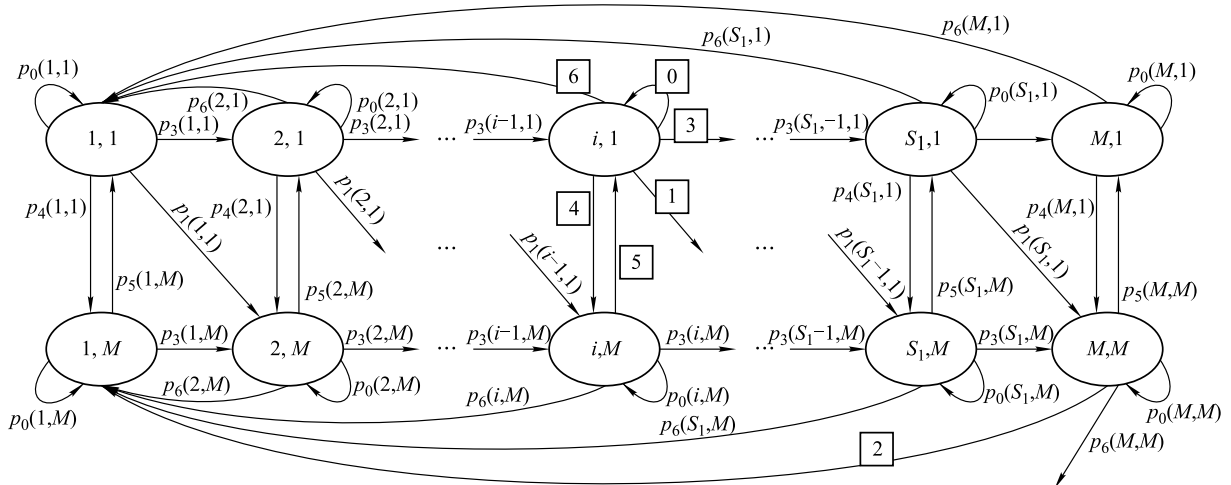 p6(M,1)
p6(S1,1)
p0(1,1)
6
0
p0(M,1)
p6(2,1)
p0(2,1)
p0(S1,1)
p3(1,1)
p3(2,1)
p3(i–1,1)
3
p3(S1,–1,1)
1, 1
2, 1
...
i, 1
...
S1,1
M,1
p4(1,1)
p1(1,1)
p4(2,1)
p1(2,1)
4
1
p4(S1,1)
p1(S1,1)
p4(M,1)
...
p1(i–1,1)
5
...
p1(S1–1,1)
p5(1,M)
p5(2,M)
p5(S1,M)
p5(M,M)
p3(1,M)
p3(2,M)
p3(i–1,M)
p3(i,M)
p3(S1–1,M)
p3(S1,M)
1, M
2, M
...
i,M
...
S1,M
M,M
p6(2,M)
p0(2,M)
p6(i,M)
p0(i,M)
p0(S1,M)
p0(M,M)
p0(1,M)
p6(S1,M)
2
p6(M,M)